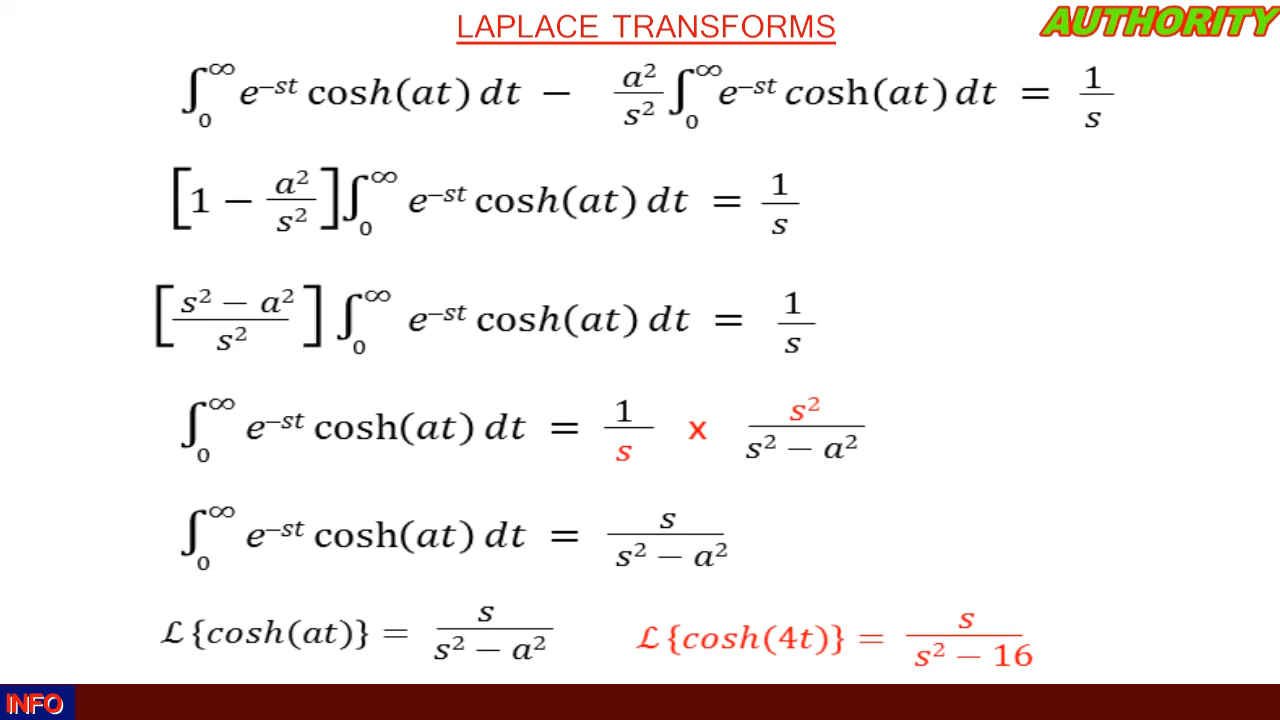 LAPLACE TRANSFORMS
AUTHORITY
∫₀^∞ e⁻ˢᵗ cosh(at) dt − a²/s² ∫₀^∞ e⁻ˢᵗ cosh(at) dt = 1/s
[1 − a²/s²] ∫₀^∞ e⁻ˢᵗ cosh(at) dt = 1/s
[(s² − a²)/s²] ∫₀^∞ e⁻ˢᵗ cosh(at) dt = 1/s
∫₀^∞ e⁻ˢᵗ cosh(at) dt = 1/s x s²/(s² − a²)
∫₀^∞ e⁻ˢᵗ cosh(at) dt = s/(s² − a²)
ℒ{cosh(at)} = s/(s² − a²) ℒ{cosh(4t)} = s/(s² − 16)
INFO